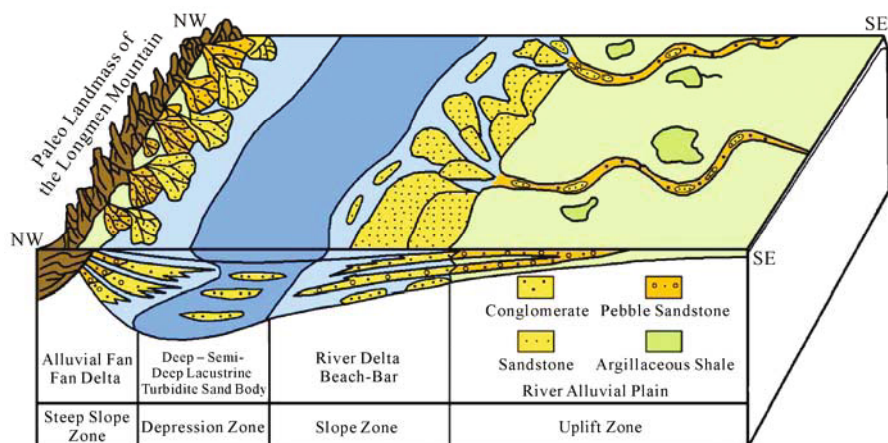 NW
SE
Paleo Landmass of
the Longmen Mountain
NW
SE
Conglomerate
Pebble Sandstone
Sandstone
Argillaceous Shale
Alluvial Fan
Fan Delta
Deep – Semi-
Deep Lacustrine
Turbidite Sand Body
River Delta
Beach-Bar
River Alluvial Plain
Steep Slope
Zone
Depression Zone
Slope Zone
Uplift Zone